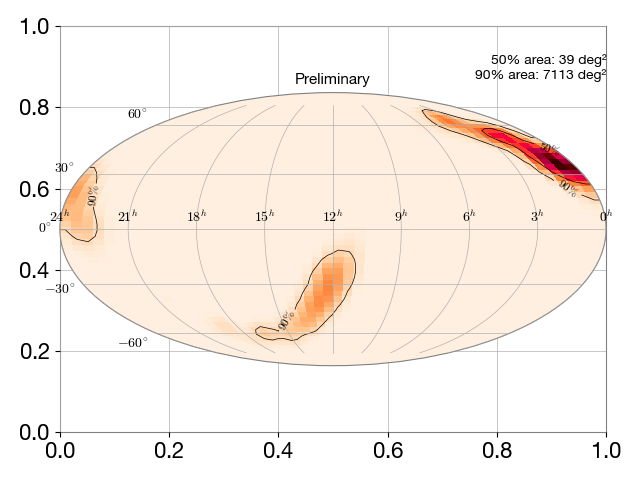 1.0
50% area: 39 deg²
90% area: 7113 deg²
Preliminary
0.8
60°
50%
30°
0.6
90%
90%
24ʰ
21ʰ
18ʰ
15ʰ
12ʰ
9ʰ
6ʰ
3ʰ
0ʰ
0°
0.4
−30°
90%
−60°
0.2
0.0
0.0
0.2
0.4
0.6
0.8
1.0